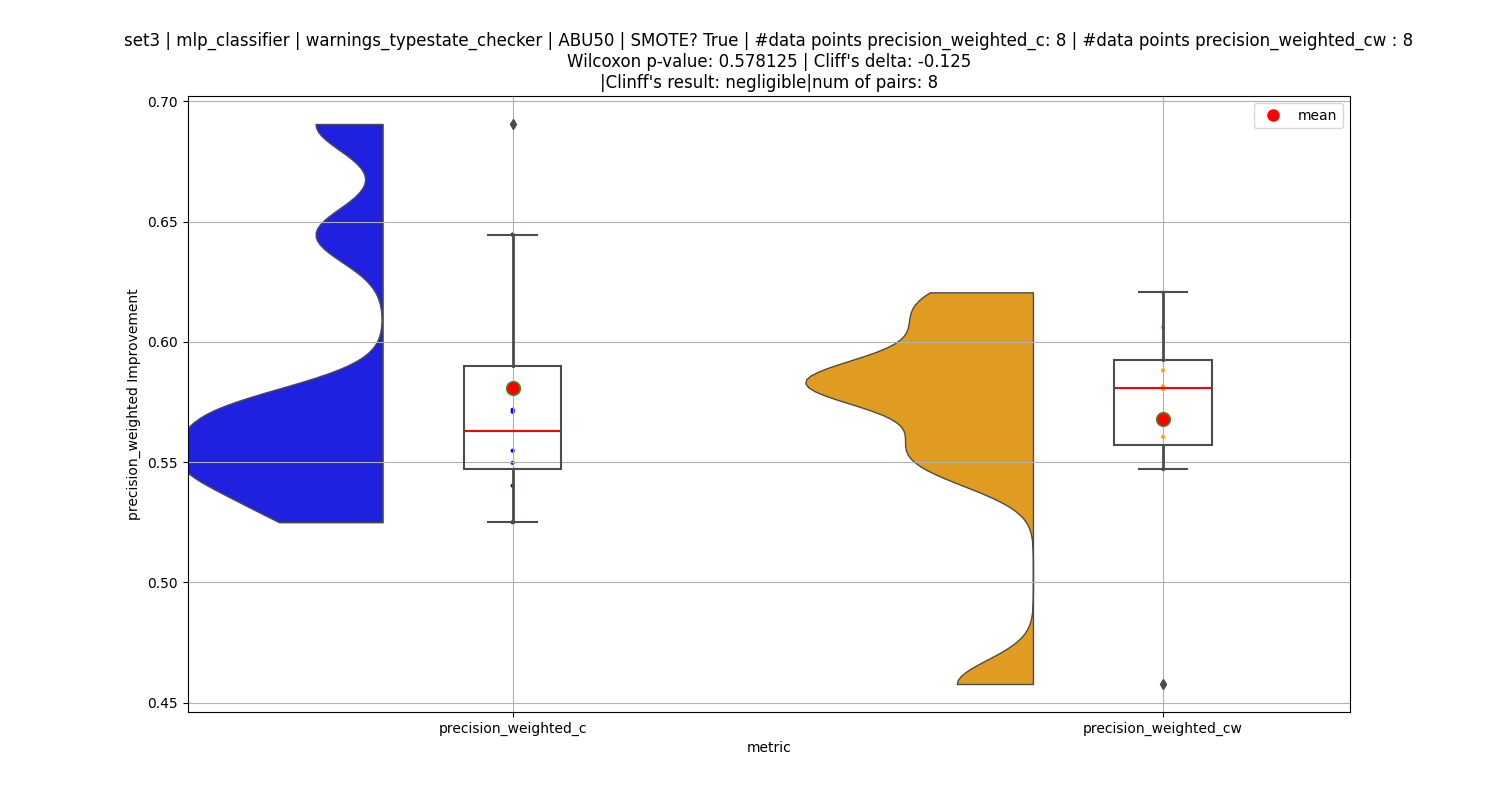 set3 | mlp_classifier | warnings_typestate_checker | ABU50 | SMOTE? True | #data points precision_weighted_c: 8 | #data points precision_weighted_cw : 8
Wilcoxon p-value: 0.578125 | Cliff's delta: -0.125
|Clinff's result: negligible|num of pairs: 8
mean
0.70
0.65
0.60
0.55
0.50
0.45
precision_weighted Improvement
precision_weighted_c
precision_weighted_cw
metric